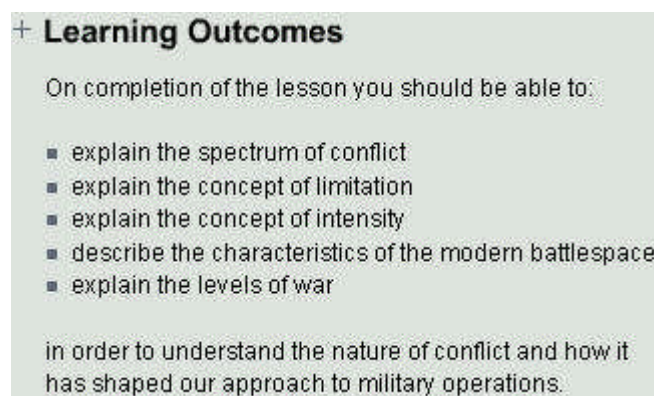 + Learning Outcomes
On completion of the lesson you should be able to:
▪ explain the spectrum of conflict
▪ explain the concept of limitation
▪ explain the concept of intensity
▪ describe the characteristics of the modern battlespace
▪ explain the levels of war
in order to understand the nature of conflict and how it
has shaped our approach to military operations.